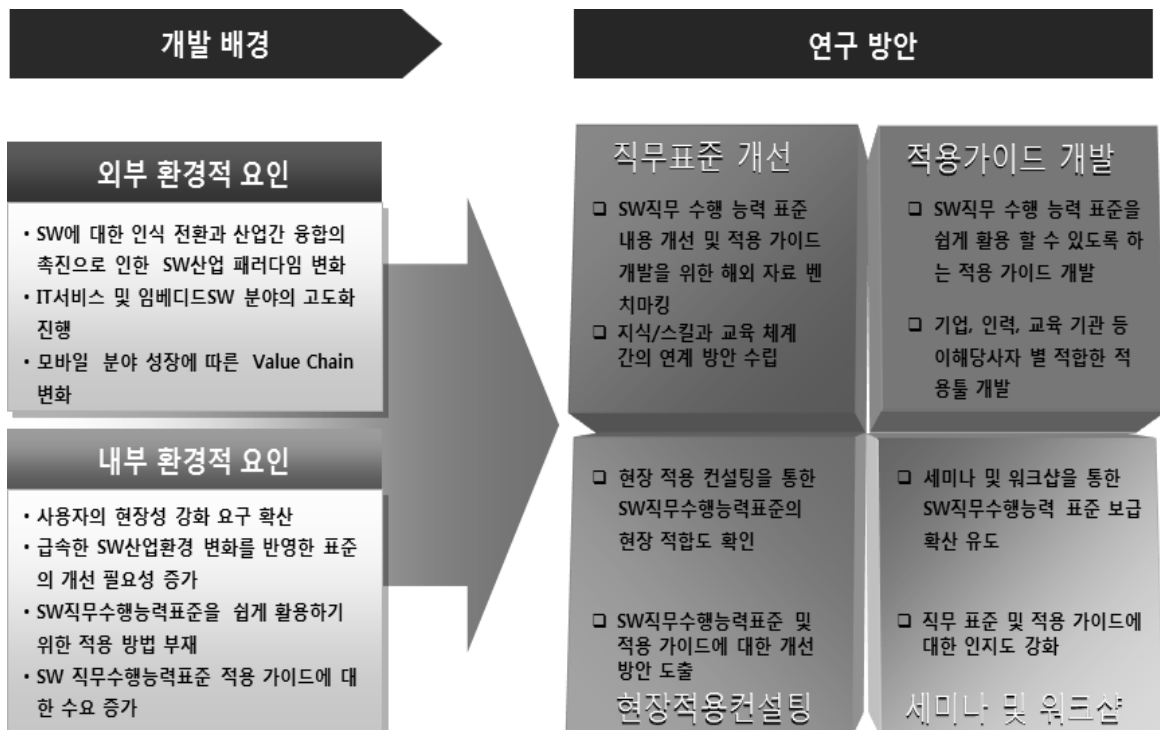 개발 배경
연구 방안
외부 환경적 요인
• SW에 대한 인식 전환과 산업간 융합의
촉진으로 인한 SW산업 패러다임 변화
• IT서비스 및 임베디드SW 분야의 고도화
진행
• 모바일 분야 성장에 따른 Value Chain
변화
내부 환경적 요인
• 사용자의 현장성 강화 요구 확산
• 급속한 SW산업환경 변화를 반영한 표준
의 개선 필요성 증가
• SW직무수행능력표준을 쉽게 활용하기
위한 적용 방법 부재
• SW 직무수행능력표준 적용 가이드에 대
한 수요 증가
직무표준 개선
❑ SW직무 수행 능력 표준
내용 개선 및 적용 가이드
개발을 위한 해외 자료 벤
치마킹
❑ 지식/스킬과 교육 체계
간의 연계 방안 수립
적용가이드 개발
❑ SW직무 수행 능력 표준을
쉽게 활용 할 수 있도록 하
는 적용 가이드 개발
❑ 기업, 인력, 교육 기관 등
이해당사자 별 적합한 적
용툴 개발
❑ 현장 적용 컨설팅을 통한
SW직무수행능력표준의
현장 적합도 확인
❑ SW직무수행능력표준 및
적용 가이드에 대한 개선
방안 도출
현장적용컨설팅
❑ 세미나 및 워크샵을 통한
SW직무수행능력 표준 보급
확산 유도
❑ 직무 표준 및 적용 가이드에
대한 인지도 강화
세미나 및 워크샵